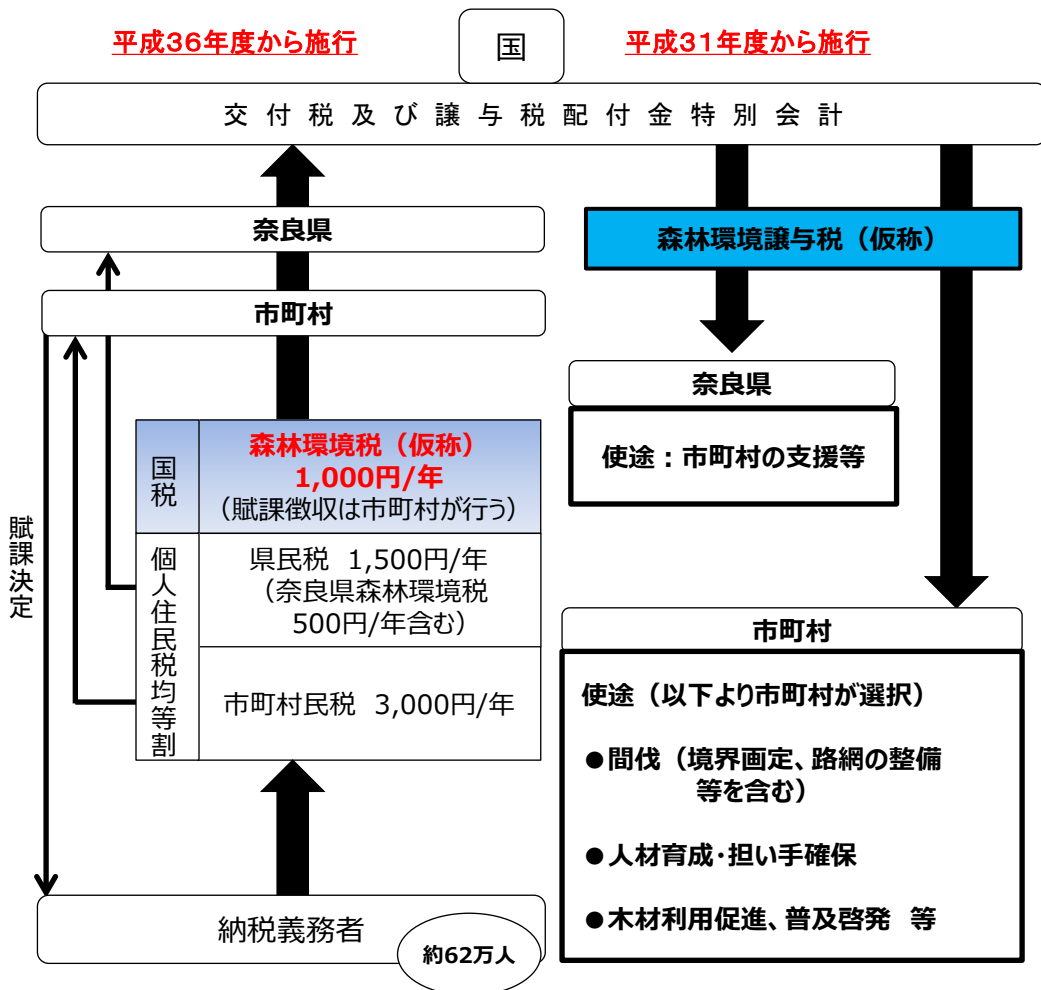 平成36年度から施行
国
平成31年度から施行
交付税及び譲与税配付金特別会計
奈良県
市町村
国税
森林環境税（仮称）
1,000円/年
（賦課徴収は市町村が行う）
個人住民税均等割
県民税 1,500円/年
（奈良県森林環境税
500円/年含む）
市町村民税 3,000円/年
賦課決定
納税義務者
約62万人
森林環境譲与税（仮称）
奈良県
使途：市町村の支援等
市町村
使途（以下より市町村が選択）
●間伐（境界画定、路網の整備
等を含む）
●人材育成・担い手確保
●木材利用促進、普及啓発 等